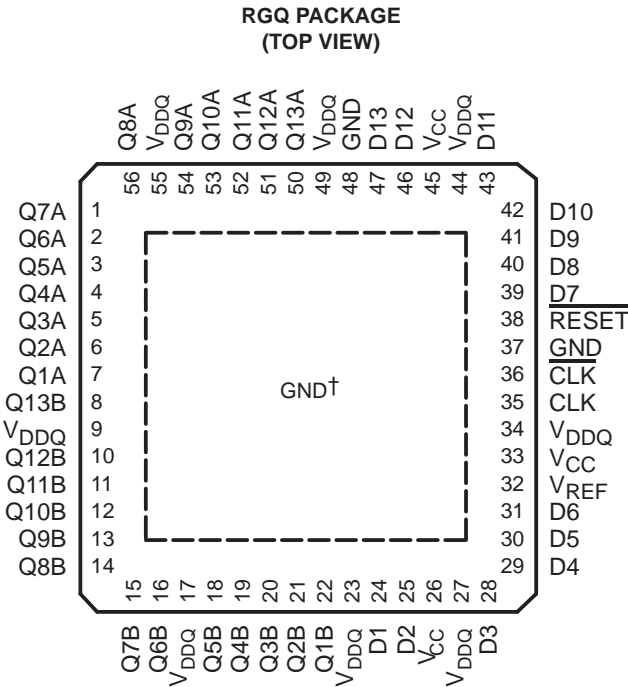 RGQ PACKAGE
(TOP VIEW)
Q8A
VDDQ
Q9A
Q10A
Q11A
Q12A
Q13A
VDDQ
GND
D13
D12
VCC
VDDQ
D11
56 55 54 53 52 51 50 49 48 47 46 45 44 43
Q7A 1 42 D10
Q6A 2 41 D9
Q5A 3 40 D8
Q4A 4 39 D7
Q3A 5 38 RESET
Q2A 6 37 GND
Q1A 7 36 CLK
Q13B 8 35 CLK
VDDQ 9 34 VDDQ
Q12B 10 33 VCC
Q11B 11 32 VREF
Q10B 12 31 D6
Q9B 13 30 D5
Q8B 14 29 D4
GND†
15 16 17 18 19 20 21 22 23 24 25 26 27 28
Q7B
Q6B
VDDQ
Q5B
Q4B
Q3B
Q2B
Q1B
VDDQ
D1
D2
VCC
VDDQ
D3